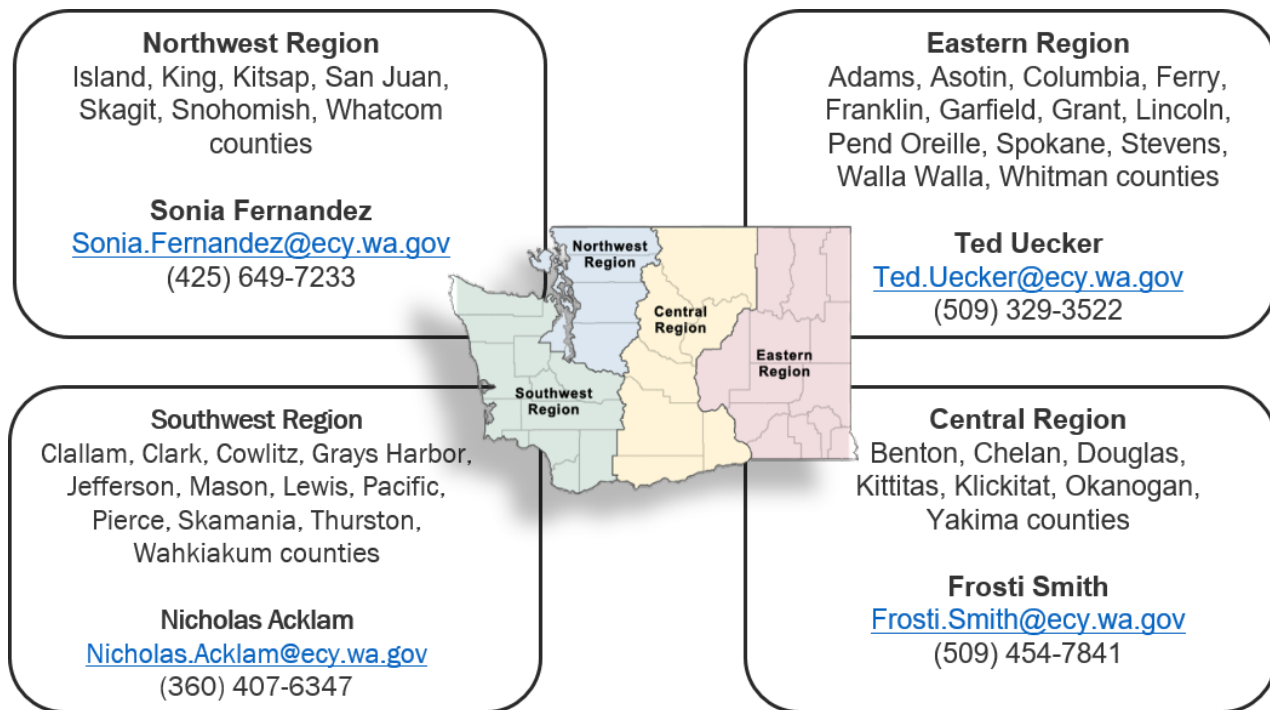 Northwest Region
Island, King, Kitsap, San Juan,
Skagit, Snohomish, Whatcom
counties
Sonia Fernandez
Sonia.Fernandez@ecy.wa.gov
(425) 649-7233
Eastern Region
Adams, Asotin, Columbia, Ferry,
Franklin, Garfield, Grant, Lincoln,
Pend Oreille, Spokane, Stevens,
Walla Walla, Whitman counties
Ted Uecker
Ted.Uecker@ecy.wa.gov
(509) 329-3522
Northwest
Region
Central
Region
Eastern
Region
Southwest
Region
Southwest Region
Clallam, Clark, Cowlitz, Grays Harbor,
Jefferson, Mason, Lewis, Pacific,
Pierce, Skamania, Thurston,
Wahkiakum counties
Nicholas Acklam
Nicholas.Acklam@ecy.wa.gov
(360) 407-6347
Central Region
Benton, Chelan, Douglas,
Kittitas, Klickitat, Okanogan,
Yakima counties
Frosti Smith
Frosti.Smith@ecy.wa.gov
(509) 454-7841